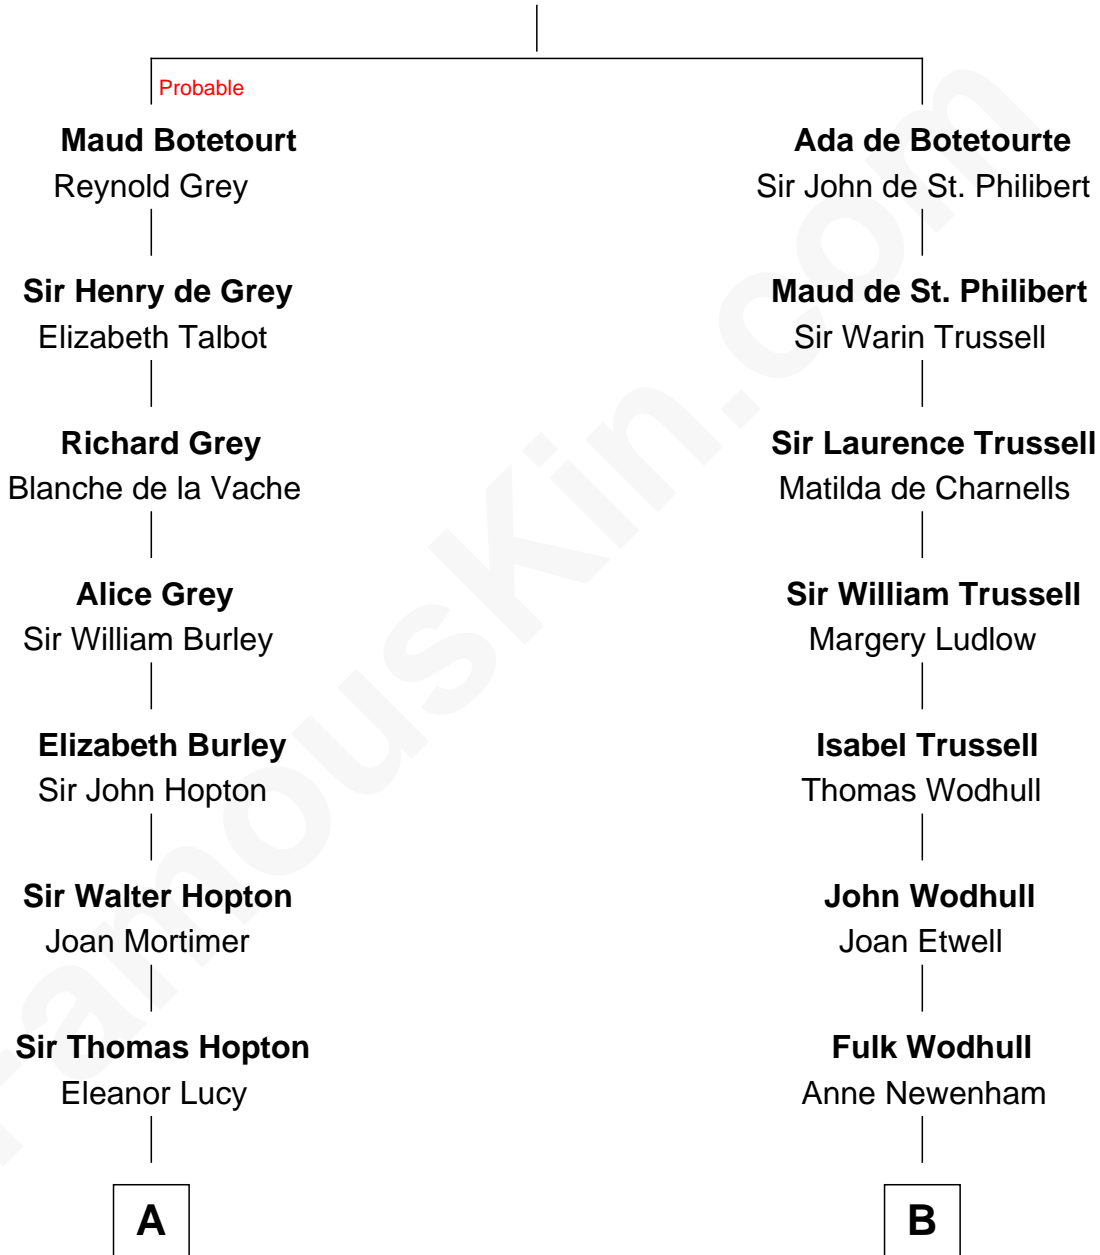 Probable
Maud Botetourt
Reynold Grey
Ada de Botetourte
Sir John de St. Philibert
Sir Henry de Grey
Elizabeth Talbot
Maud de St. Philibert
Sir Warin Trussell
Richard Grey
Blanche de la Vache
Sir Laurence Trussell
Matilda de Charnells
Alice Grey
Sir William Burley
Sir William Trussell
Margery Ludlow
Elizabeth Burley
Sir John Hopton
Isabel Trussell
Thomas Wodhull
Sir Walter Hopton
Joan Mortimer
John Wodhull
Joan Etwell
Sir Thomas Hopton
Eleanor Lucy
Fulk Wodhull
Anne Newenham
A
B
FamousKin.com